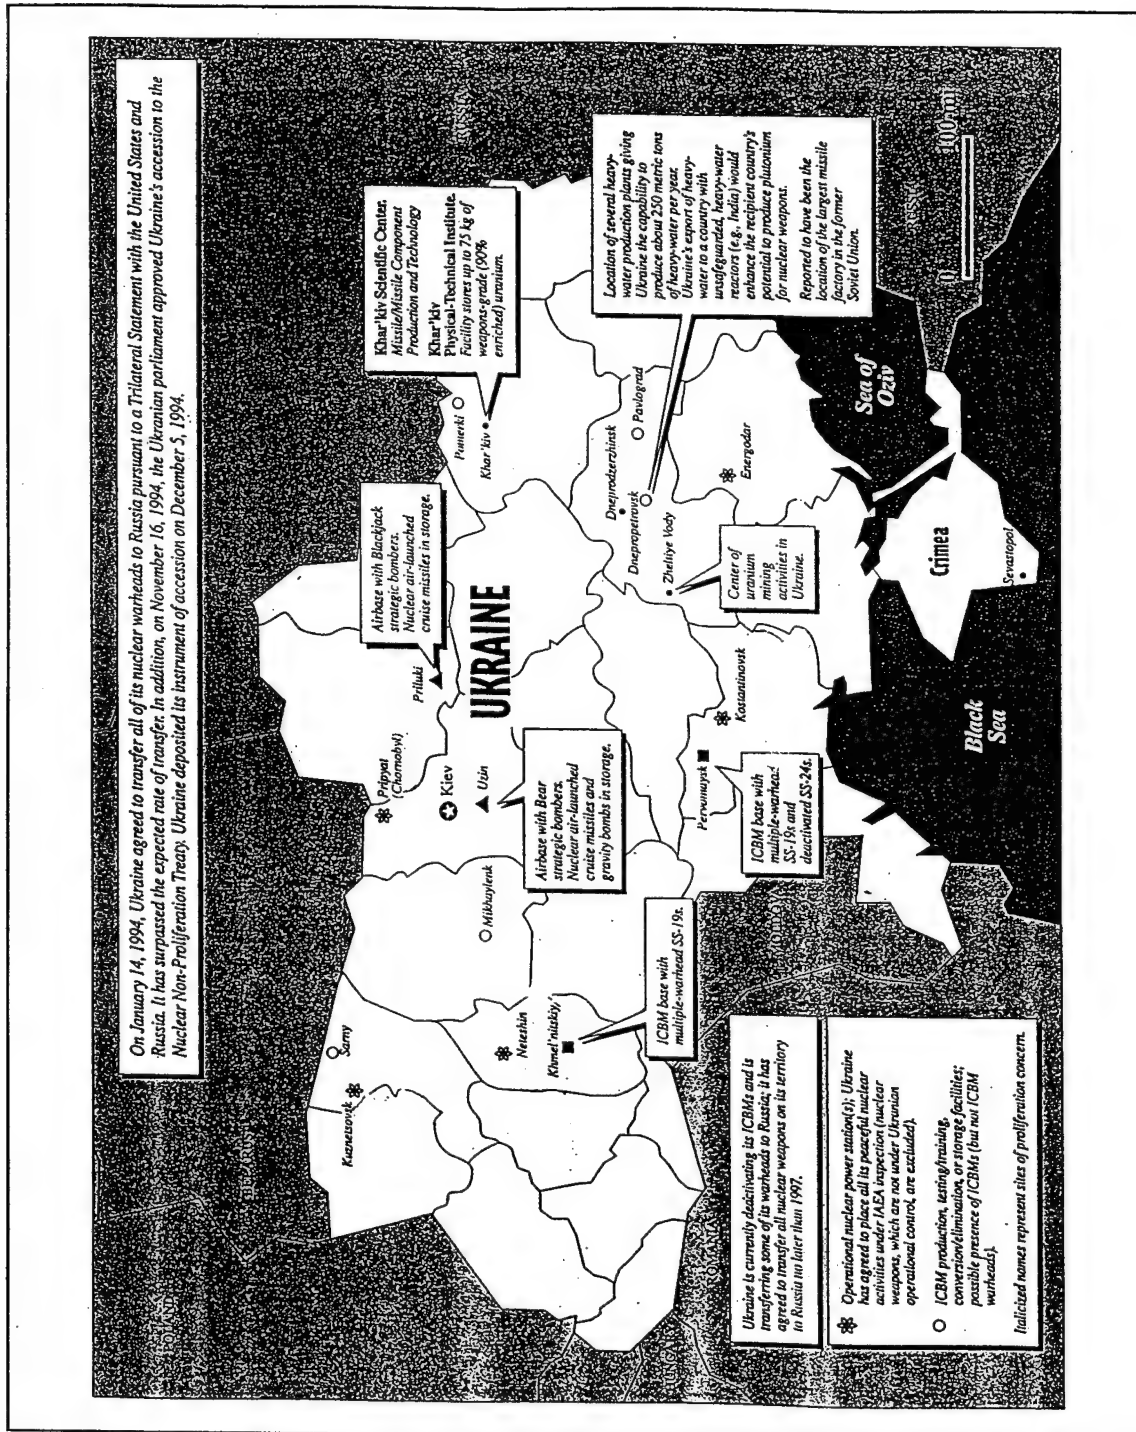 On January 14, 1994, Ukraine agreed to transfer all of its nuclear warheads to Russia pursuant to a Trilateral Statement with the United States and
Russia. It has surpassed the expected rate of transfer. In addition, on November 16, 1994, the Ukranian parliament approved Ukraine's accession to the
Nuclear Non-Proliferation Treaty. Ukraine deposited its instrument of accession on December 5, 1994.
POLAND
BELARUS
RUSSIA
Sarny
Kuznetsovsk
Pripyat
(Chornobyl)
Kiev
Uzin
Priluki
Airbase with Blackjack
strategic bombers.
Nuclear air-launched
cruise missiles in storage.
Pomerki
Khar'kiv
Khar'kiv Scientific Center.
Missile/Missile Component
Production and Technology
Khar'kiv
Physical-Technical Institute.
Facility stores up to 75 kg of
weapons-grade (90%
enriched) uranium.
UKRAINE
Mikhaylenk
Neteshin
Khmel'nitskiy
ICBM base with
multiple-warhead SS-19s.
Airbase with Bear
strategic bombers.
Nuclear air-launched
cruise missiles and
gravity bombs in storage.
Dneprodzerzhinsk
Pavlograd
Dnepropetrovsk
Zheltiye Vody
Center of
uranium
mining
activities in
Ukraine.
Energodar
Location of several heavy-
water production plants giving
Ukraine the capability to
produce about 250 metric tons
of heavy-water per year.
Ukraine's export of heavy-
water to a country with
unsafeguarded, heavy-water
reactors (e.g., India) would
enhance the recipient country's
potential to produce plutonium
for nuclear weapons.
Reported to have been the
location of the largest missile
factory in the former
Soviet Union.
Pervomaysk
Kostantinovsk
ICBM base with
multiple-warhead
SS-19s and
deactivated SS-24s.
MOLDOVA
ROMANIA
Black
Sea
Sea of
Oziv
Crimea
Sevastopol
RUSSIA
0 100 mi
Ukraine is currently deactivating its ICBMs and is
transferring some of its warheads to Russia; it has
agreed to transfer all nuclear weapons on its territory
to Russia no later than 1997.
Operational nuclear power station(s); Ukraine
has agreed to place all its peaceful nuclear
activities under IAEA inspection (nuclear
weapons, which are not under Ukranian
operational control, are excluded).
ICBM production, testing/training,
conversion/elimination, or storage facilities;
possible presence of ICBMs (but not ICBM
warheads).
Italicized names represent sites of proliferation concern.